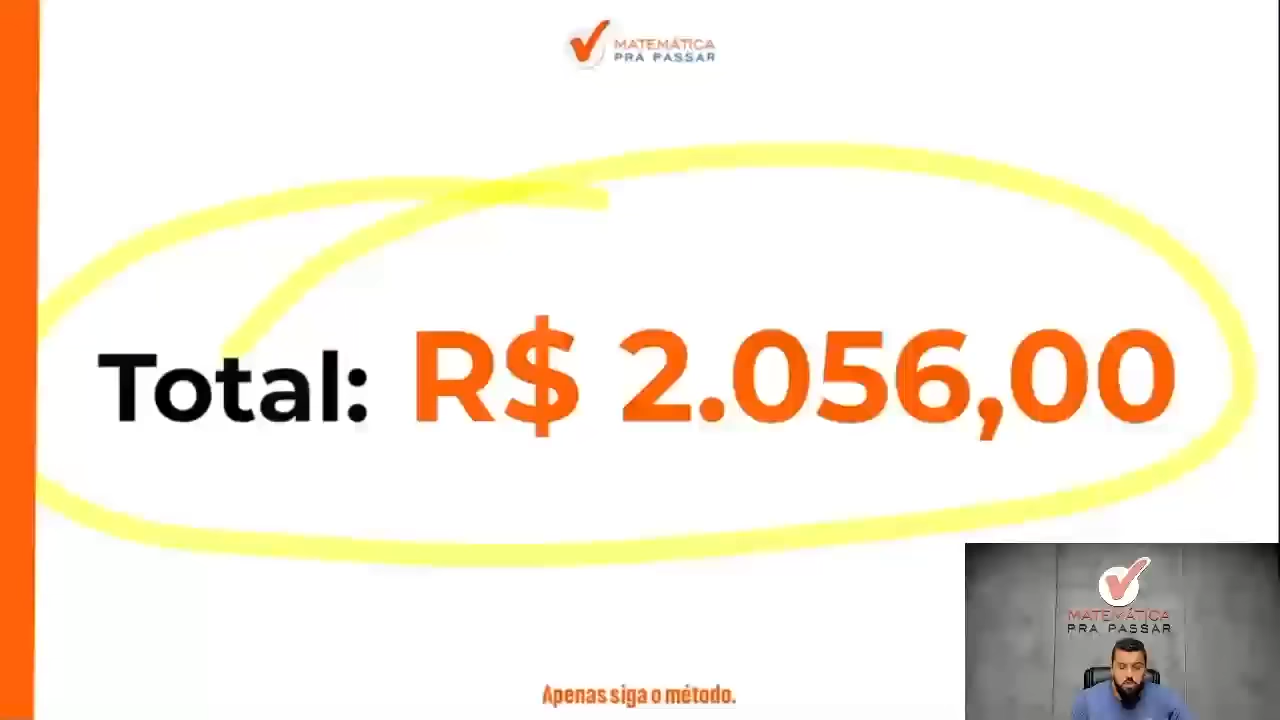 MATEMÁTICA
PRA PASSAR
Total: R$ 2.056,00
MATEMÁTICA
PRA PASSAR
Apenas siga o método.